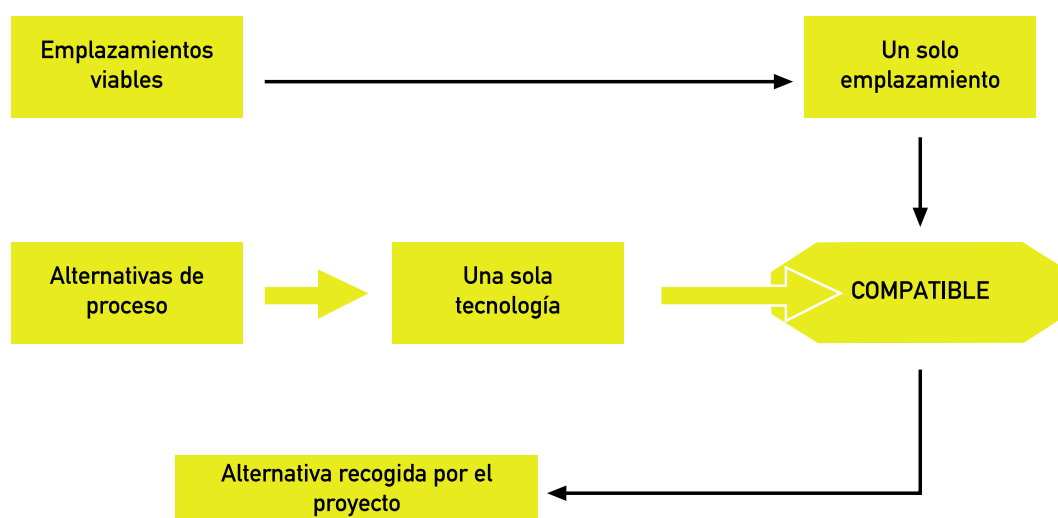 Emplazamientos
viables
Un solo
emplazamiento
Alternativas de
proceso
Una sola
tecnología
COMPATIBLE
Alternativa recogida por el
proyecto